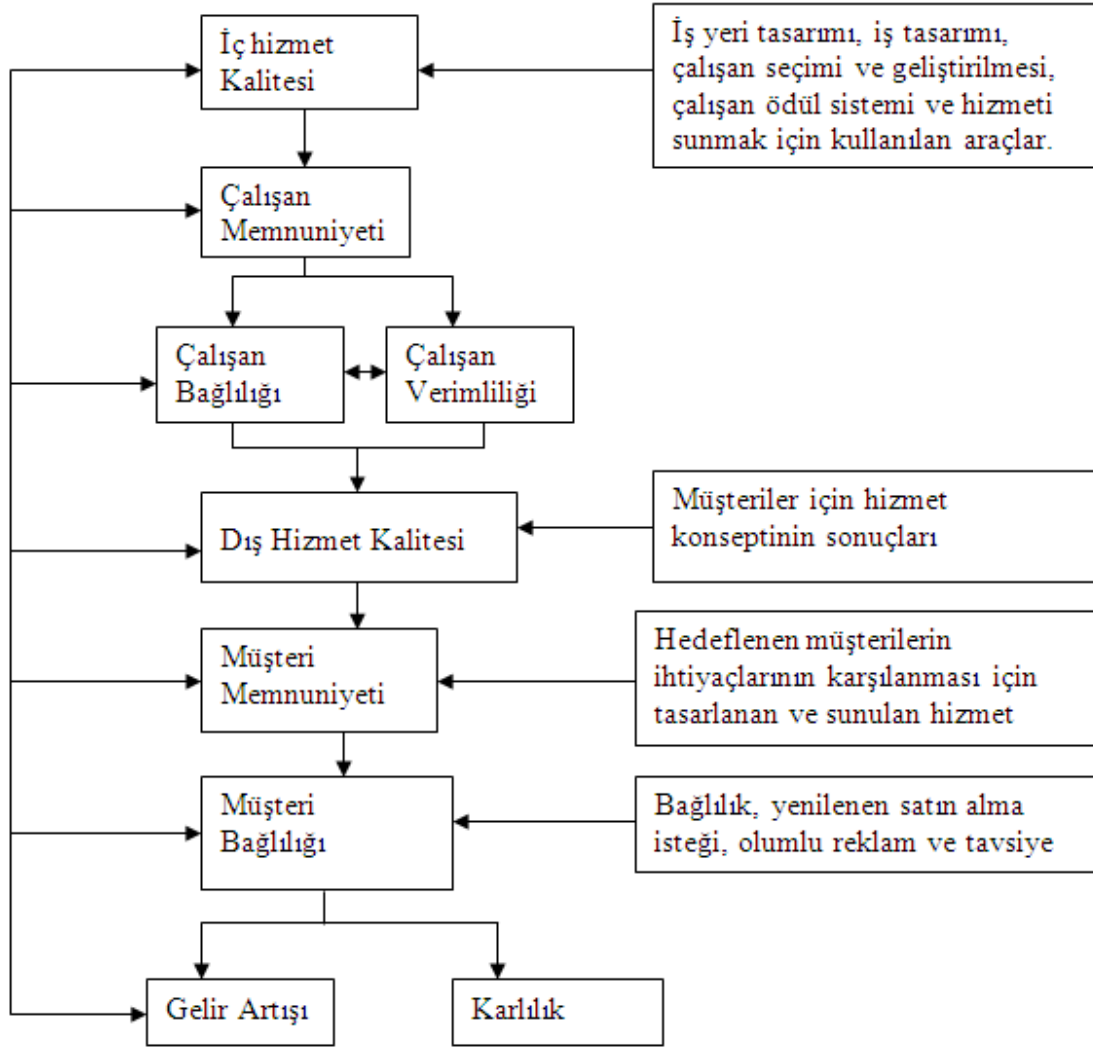 İç hizmet
Kalitesi
İş yeri tasarımı, iş tasarımı,
çalışan seçimi ve geliştirilmesi,
çalışan ödül sistemi ve hizmeti
sunmak için kullanılan araçlar.
Çalışan
Memnuniyeti
Çalışan
Bağlılığı
Çalışan
Verimliliği
Dış Hizmet Kalitesi
Müşteriler için hizmet
konseptinin sonuçları
Müşteri
Memnuniyeti
Hedeflenen müşterilerin
ihtiyaçlarının karşılanması için
tasarlanan ve sunulan hizmet
Müşteri
Bağlılığı
Bağlılık, yenilenen satın alma
isteği, olumlu reklam ve tavsiye
Gelir Artışı
Karlılık